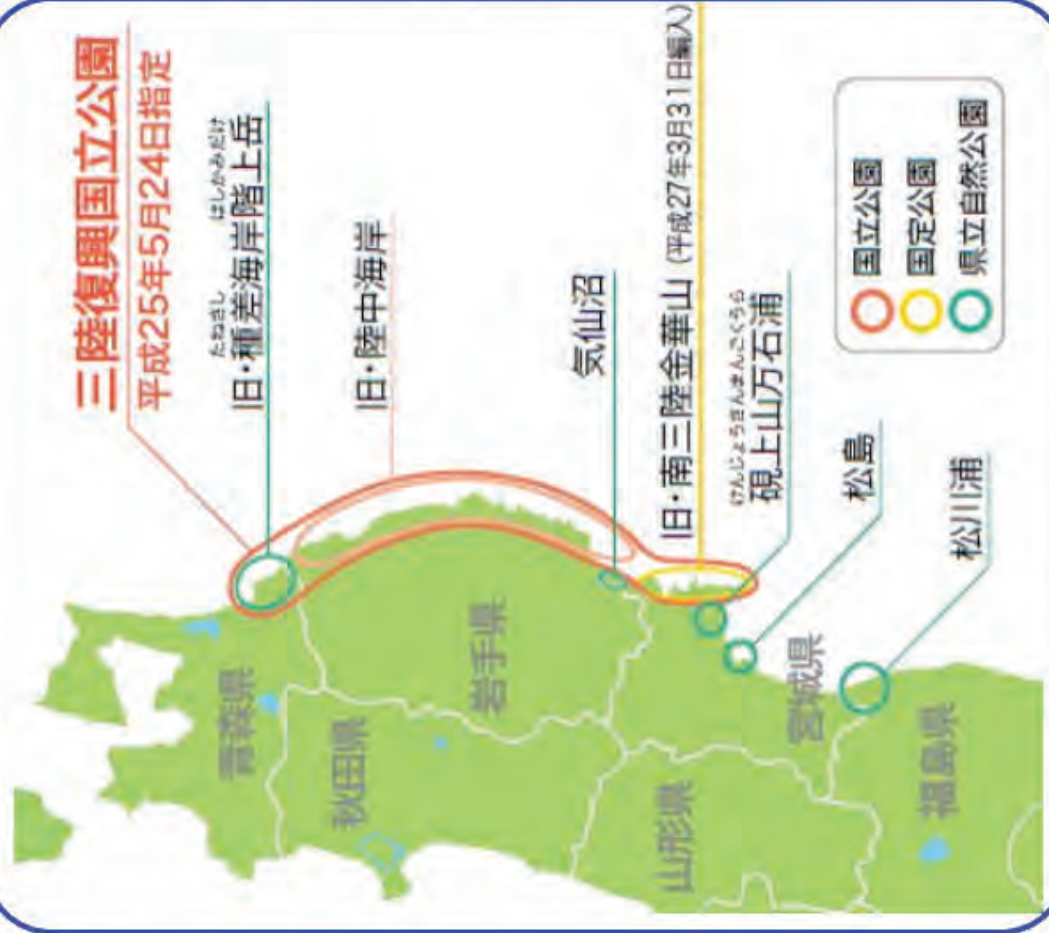 三陸復興国立公園
平成25年5月24日指定
たねさし はしかみだけ
旧・種差海岸階上岳
旧・陸中海岸
気仙沼
旧・南三陸金華山（平成27年3月31日編入）
けんじょうさんまんごくうら
硯上山万石浦
松島
松川浦
国立公園
国定公園
県立自然公園
青森県
秋田県
岩手県
宮城県
山形県
福島県